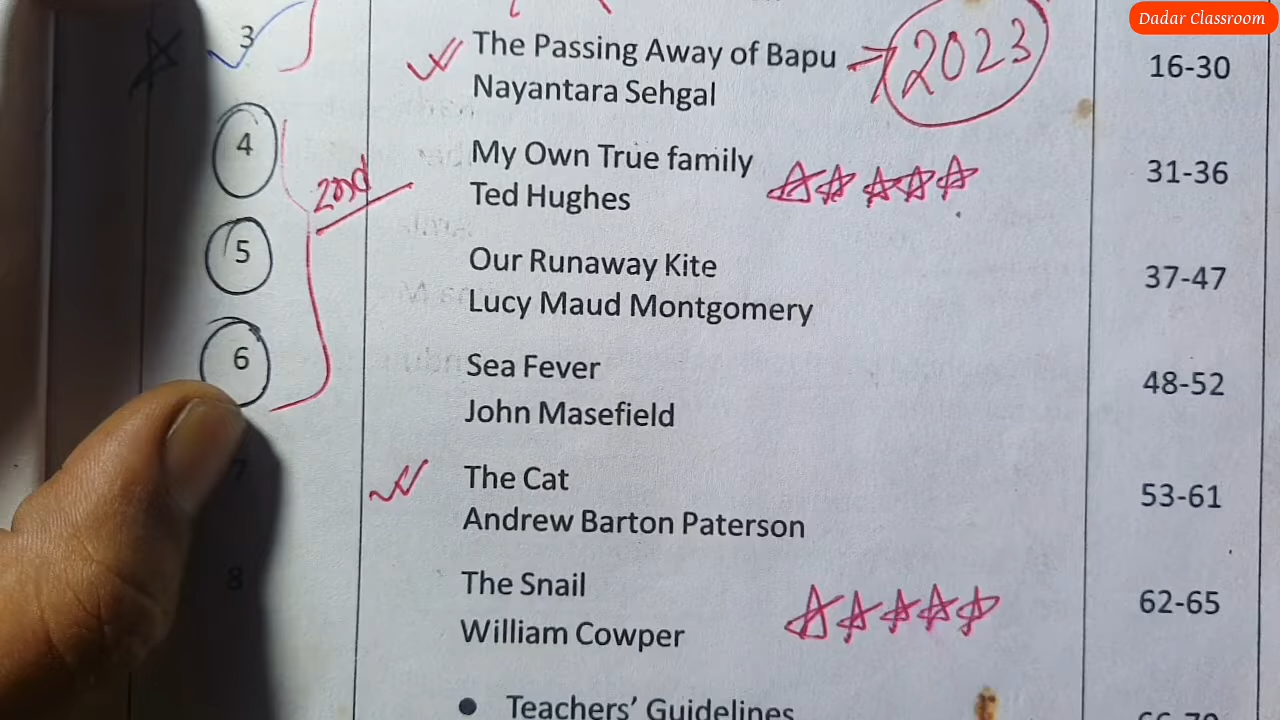 Dadar Classroom
3
The Passing Away of Bapu
2023
Nayantara Sehgal
16-30
4
My Own True family
Ted Hughes
31-36
2nd
5
Our Runaway Kite
Lucy Maud Montgomery
37-47
6
Sea Fever
John Masefield
48-52
7
The Cat
Andrew Barton Paterson
53-61
8
The Snail
William Cowper
62-65
• Teachers' Guidelines